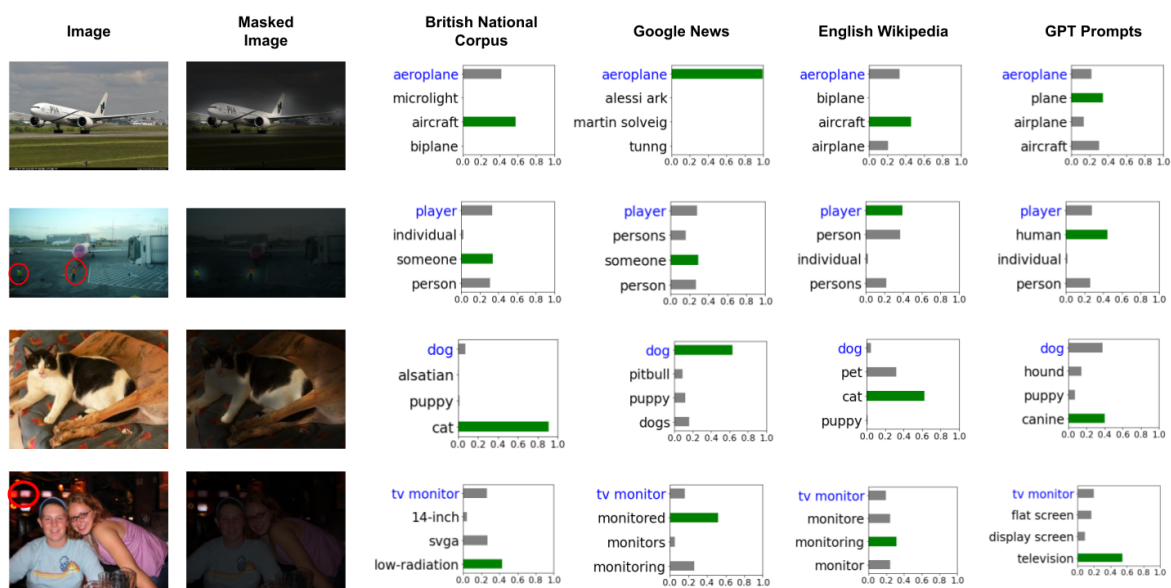 Image
Masked
Image
British National
Corpus
Google News
English Wikipedia
GPT Prompts
PIA
aeroplane
microlight
aircraft
biplane
0.0 0.2 0.4 0.6 0.8 1.0
aeroplane
alessi ark
martin solveig
tunng
0.0 0.2 0.4 0.6 0.8 1.0
aeroplane
biplane
aircraft
airplane
0.0 0.2 0.4 0.6 0.8 1.0
aeroplane
plane
airplane
aircraft
0.0 0.2 0.4 0.6 0.8 1.0
player
individual
someone
person
0.0 0.2 0.4 0.6 0.8 1.0
player
persons
someone
person
0.0 0.2 0.4 0.6 0.8 1.0
player
person
individual
persons
0.0 0.2 0.4 0.6 0.8 1.0
player
human
individual
person
0.0 0.2 0.4 0.6 0.8 1.0
dog
alsatian
puppy
cat
0.0 0.2 0.4 0.6 0.8 1.0
dog
pitbull
puppy
dogs
0.0 0.2 0.4 0.6 0.8 1.0
dog
pet
cat
puppy
0.0 0.2 0.4 0.6 0.8 1.0
dog
hound
puppy
canine
0.0 0.2 0.4 0.6 0.8 1.0
tv monitor
14-inch
svga
low-radiation
0.0 0.2 0.4 0.6 0.8 1.0
tv monitor
monitored
monitors
monitoring
0.0 0.2 0.4 0.6 0.8 1.0
tv monitor
monitore
monitoring
monitor
0.0 0.2 0.4 0.6 0.8 1.0
tv monitor
flat screen
display screen
television
0.0 0.2 0.4 0.6 0.8 1.0